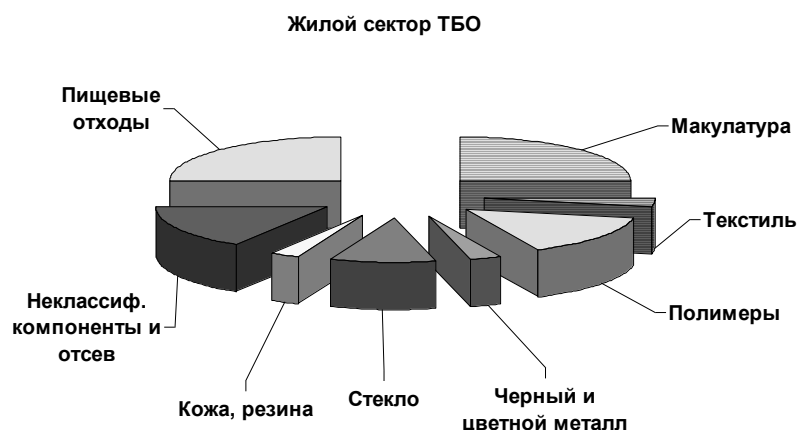 Жилой сектор ТБО
Пищевые
отходы
Макулатура
Текстиль
Полимеры
Неклассиф.
компоненты и
отсев
Кожа, резина
Стекло
Черный и
цветной металл